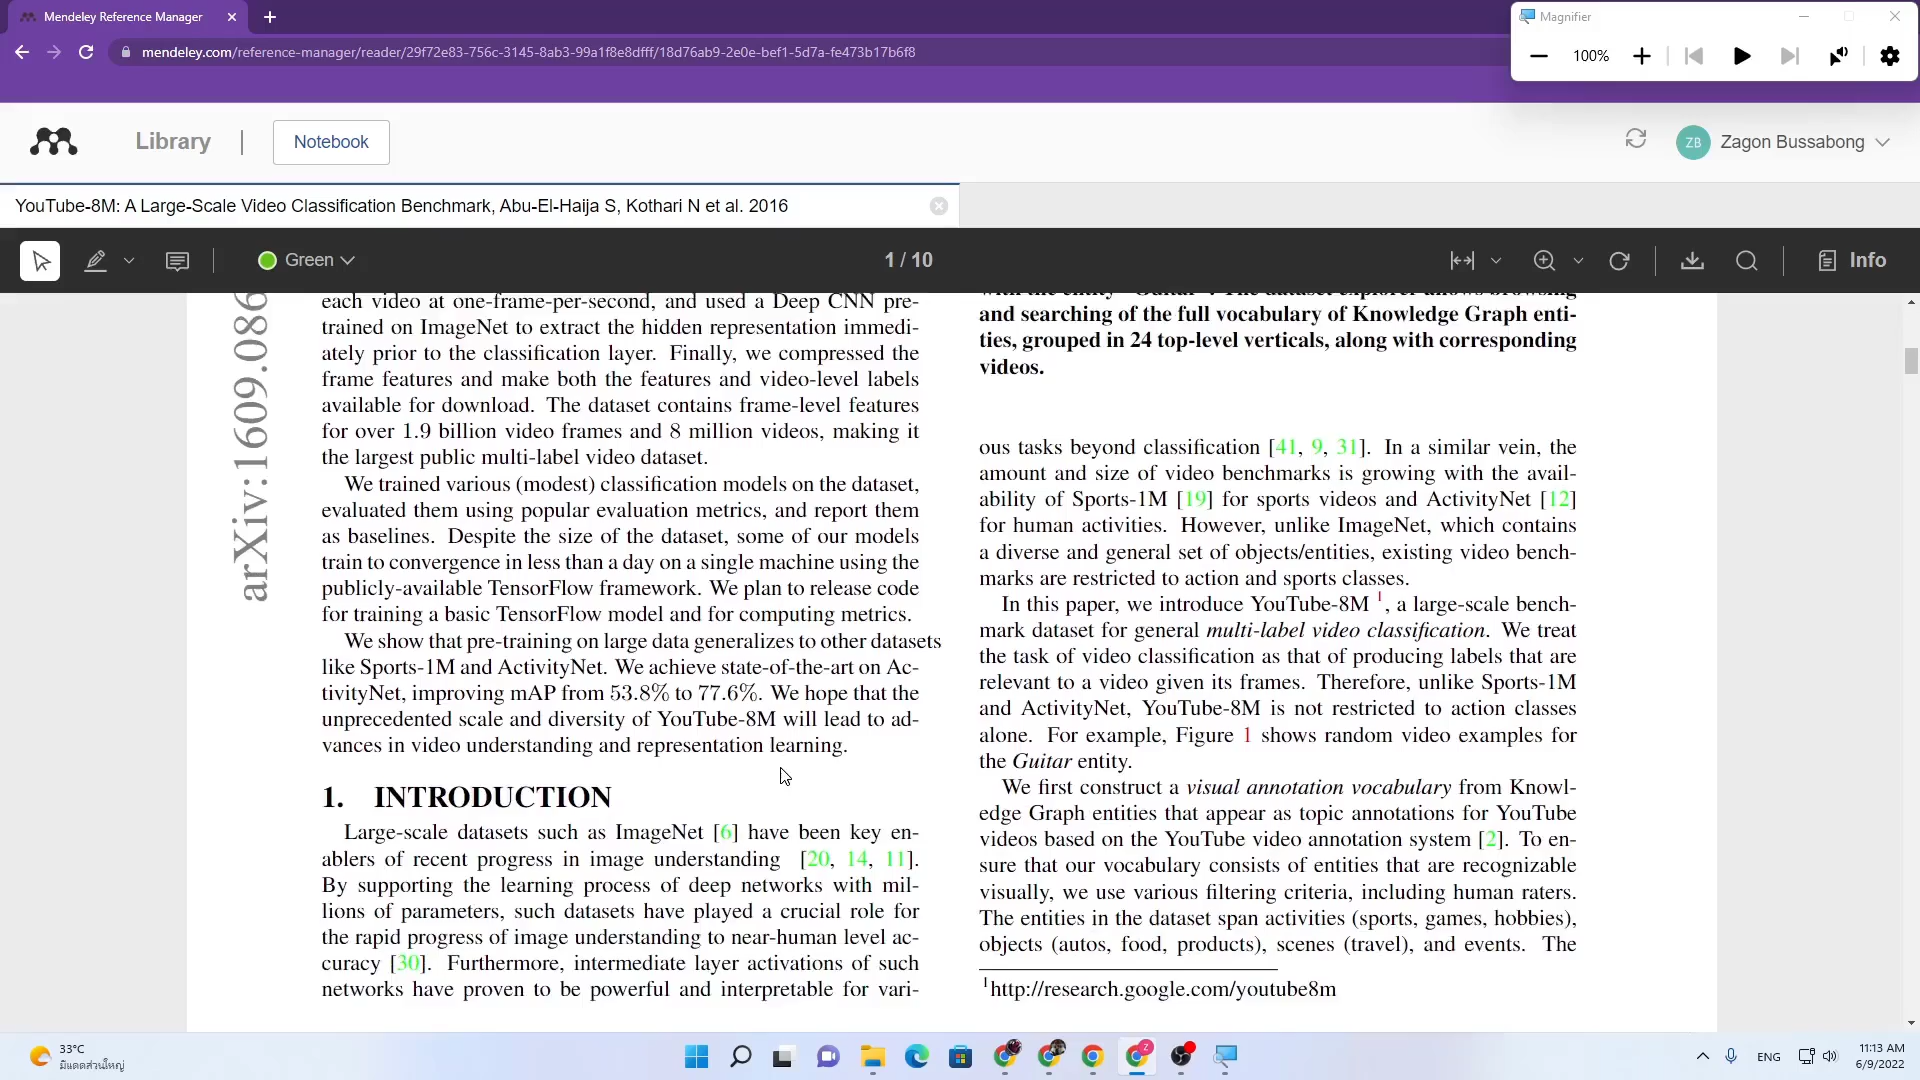 Mendeley Reference Manager
Magnifier
mendeley.com/reference-manager/reader/29f72e83-756c-3145-8ab3-99a1f8e8dfff/18d76ab9-2e0e-bef1-5d7a-fe473b17b6f8
100%
Library
Notebook
ZB
Zagon Bussabong
YouTube-8M: A Large-Scale Video Classification Benchmark, Abu-El-Haija S, Kothari N et al. 2016
Green
1 / 10
Info
arXiv:1609.086
each video at one-frame-per-second, and used a Deep CNN pre-
trained on ImageNet to extract the hidden representation immedi-
ately prior to the classification layer. Finally, we compressed the
frame features and make both the features and video-level labels
available for download. The dataset contains frame-level features
for over 1.9 billion video frames and 8 million videos, making it
the largest public multi-label video dataset.
We trained various (modest) classification models on the dataset,
evaluated them using popular evaluation metrics, and report them
as baselines. Despite the size of the dataset, some of our models
train to convergence in less than a day on a single machine using the
publicly-available TensorFlow framework. We plan to release code
for training a basic TensorFlow model and for computing metrics.
We show that pre-training on large data generalizes to other datasets
like Sports-1M and ActivityNet. We achieve state-of-the-art on Ac-
tivityNet, improving mAP from 53.8% to 77.6%. We hope that the
unprecedented scale and diversity of YouTube-8M will lead to ad-
vances in video understanding and representation learning.
1. INTRODUCTION
Large-scale datasets such as ImageNet [6] have been key en-
ablers of recent progress in image understanding [20, 14, 11].
By supporting the learning process of deep networks with mil-
lions of parameters, such datasets have played a crucial role for
the rapid progress of image understanding to near-human level ac-
curacy [30]. Furthermore, intermediate layer activations of such
networks have proven to be powerful and interpretable for vari-
with the entity "Guitar". The dataset explorer allows browsing
and searching of the full vocabulary of Knowledge Graph enti-
ties, grouped in 24 top-level verticals, along with corresponding
videos.
ous tasks beyond classification [41, 9, 31]. In a similar vein, the
amount and size of video benchmarks is growing with the avail-
ability of Sports-1M [19] for sports videos and ActivityNet [12]
for human activities. However, unlike ImageNet, which contains
a diverse and general set of objects/entities, existing video bench-
marks are restricted to action and sports classes.
In this paper, we introduce YouTube-8M 1, a large-scale bench-
mark dataset for general multi-label video classification. We treat
the task of video classification as that of producing labels that are
relevant to a video given its frames. Therefore, unlike Sports-1M
and ActivityNet, YouTube-8M is not restricted to action classes
alone. For example, Figure 1 shows random video examples for
the Guitar entity.
We first construct a visual annotation vocabulary from Knowl-
edge Graph entities that appear as topic annotations for YouTube
videos based on the YouTube video annotation system [2]. To en-
sure that our vocabulary consists of entities that are recognizable
visually, we use various filtering criteria, including human raters.
The entities in the dataset span activities (sports, games, hobbies),
objects (autos, food, products), scenes (travel), and events. The
1http://research.google.com/youtube8m
33°C
มีแดดส่วนใหญ่
ENG
11:13 AM
6/9/2022